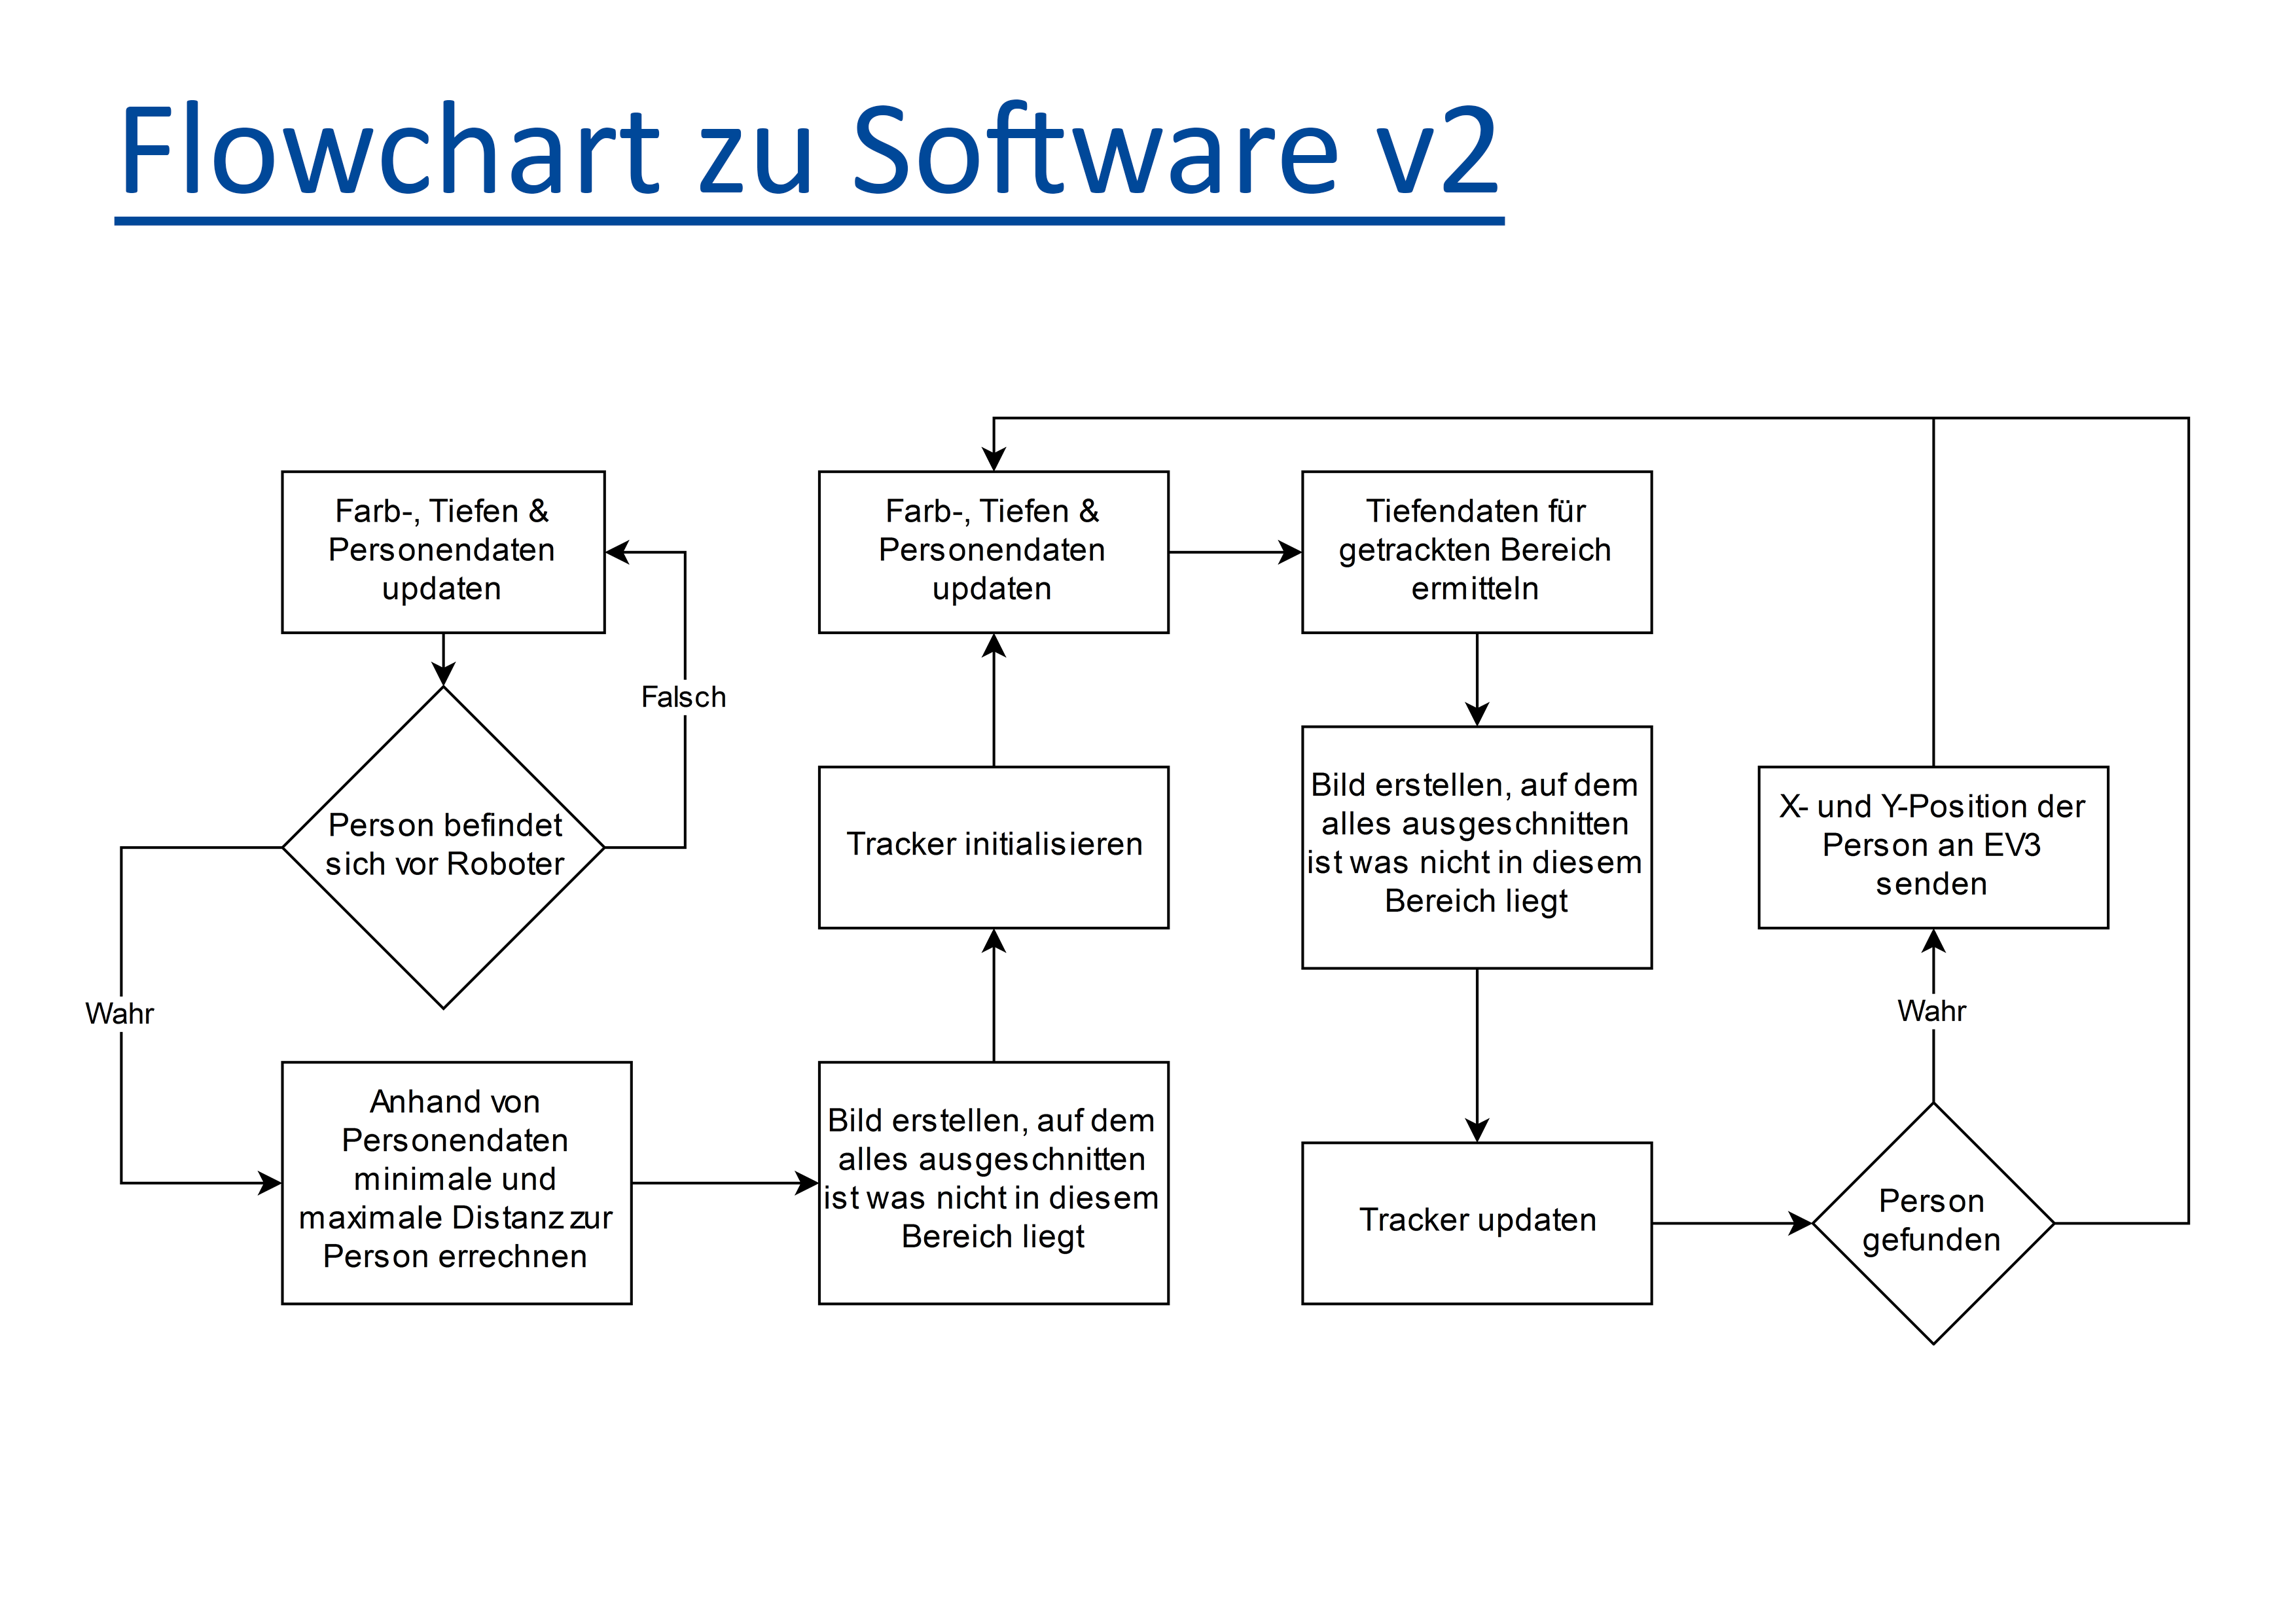 Flowchart zu Software v2
Farb-, Tiefen &
Personendaten
updaten
Falsch
Person befindet
sich vor Roboter
Wahr
Anhand von
Personendaten
minimale und
maximale Distanz zur
Person errechnen
Bild erstellen, auf dem
alles ausgeschnitten
ist was nicht in diesem
Bereich liegt
Tracker initialisieren
Farb-, Tiefen &
Personendaten
updaten
Tiefendaten für
getrackten Bereich
ermitteln
Bild erstellen, auf dem
alles ausgeschnitten
ist was nicht in diesem
Bereich liegt
Tracker updaten
Person
gefunden
Wahr
X- und Y-Position der
Person an EV3
senden